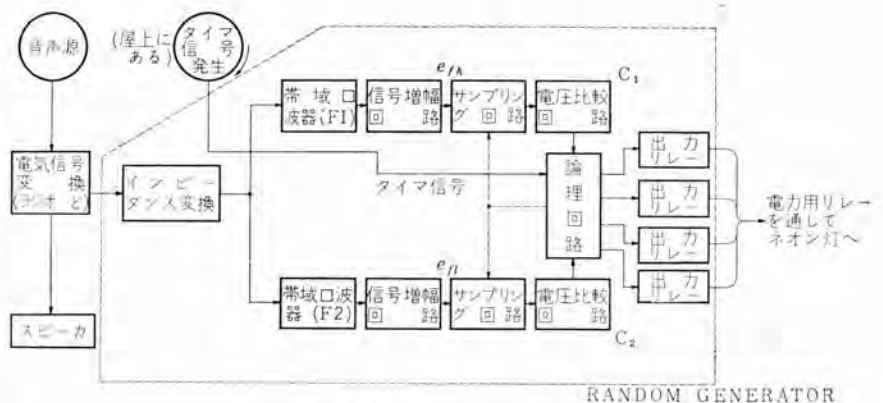 音声源
(屋上に
ある)
タイマ
信号
発生
電気信号
変換
(ラジオ など)
スピーカ
インピー
ダンス変換
帯域口
波器(F1)
信号増幅
回路
サンプリン
グ回路
電圧比較
回路
e_fh
C₁
タイマ信号
論
理
回
路
出力
リレー
出力
リレー
出力
リレー
出力
リレー
電力用リレー
を通して
ネオン灯へ
帯域口波
器(F2)
信号増幅
回路
サンプリン
グ回路
電圧比較
回路
e_fl
C₂
RANDOM GENERATOR